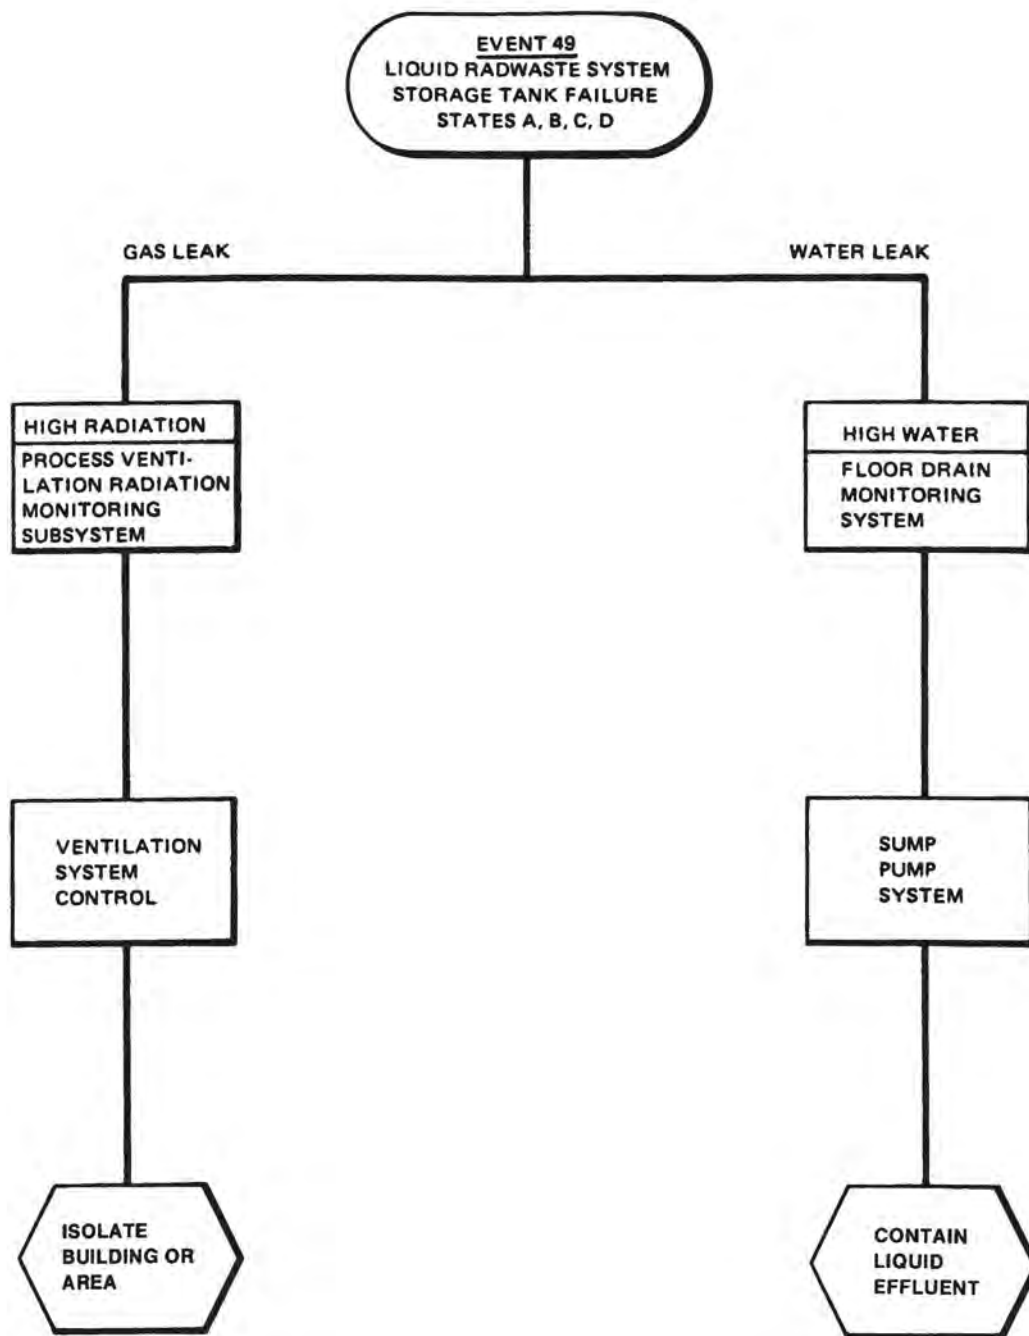 EVENT 49
LIQUID RADWASTE SYSTEM
STORAGE TANK FAILURE
STATES A, B, C, D
GAS LEAK
WATER LEAK
HIGH RADIATION
PROCESS VENTI-
LATION RADIATION
MONITORING
SUBSYSTEM
HIGH WATER
FLOOR DRAIN
MONITORING
SYSTEM
VENTILATION
SYSTEM
CONTROL
SUMP
PUMP
SYSTEM
ISOLATE
BUILDING OR
AREA
CONTAIN
LIQUID
EFFLUENT